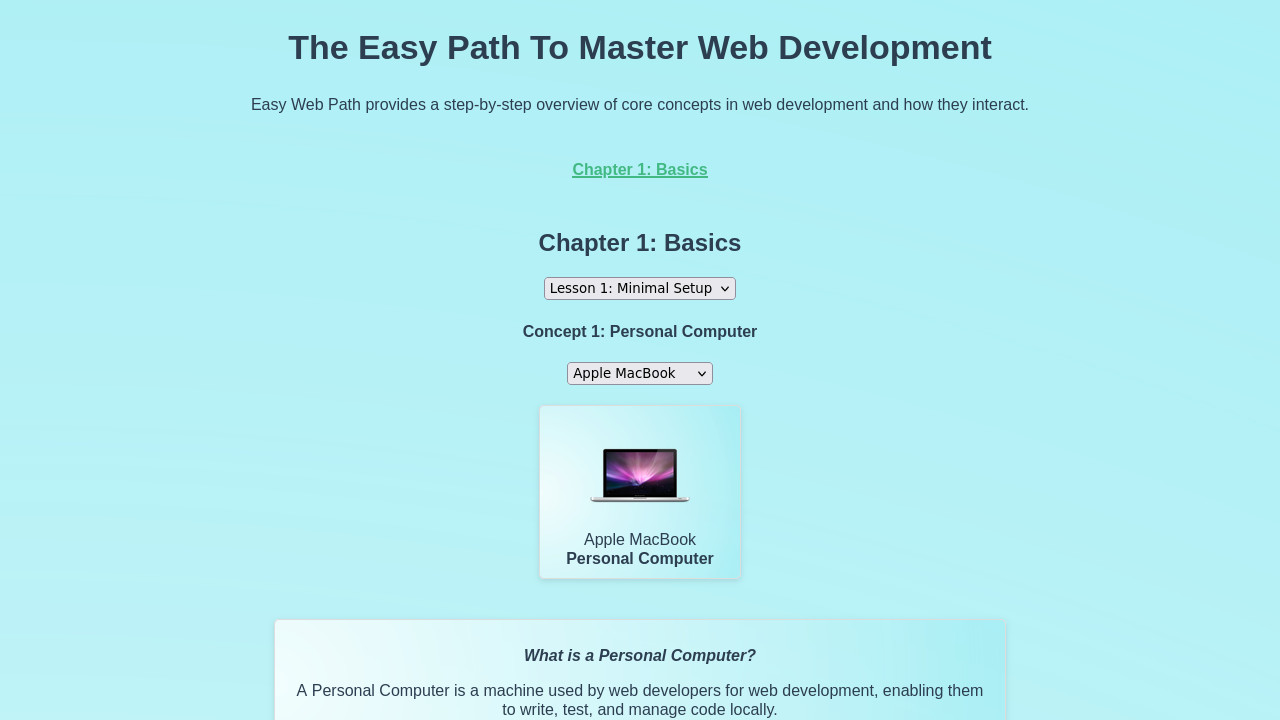 The Easy Path To Master Web Development
Easy Web Path provides a step-by-step overview of core concepts in web development and how they interact.
Chapter 1: Basics
Chapter 1: Basics
Lesson 1: Minimal Setup
Concept 1: Personal Computer
Apple MacBook
Apple MacBook
Personal Computer
What is a Personal Computer?
A Personal Computer is a machine used by web developers for web development, enabling them
to write, test, and manage code locally.